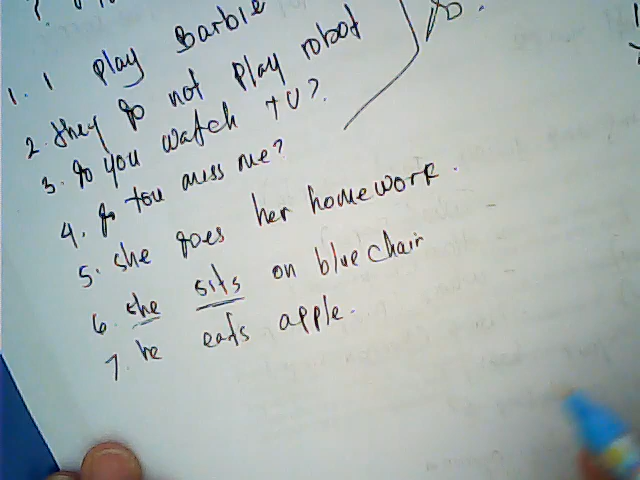 1. I play Barbie
2. they do not play robot
3. do you watch TV?
4. do you miss me?
5. she does her homework.
6. she sits on blue chair
7. he eats apple.